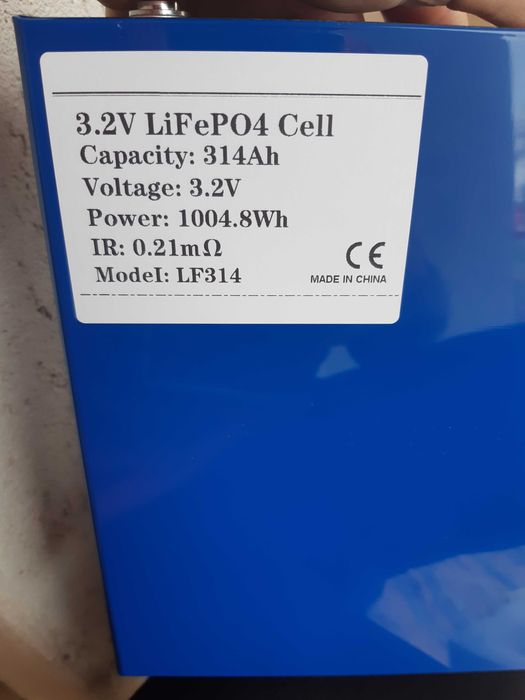 3.2V LiFePO4 Cell
Capacity: 314Ah
Voltage: 3.2V
Power: 1004.8Wh
IR: 0.21mΩ
Model: LF314
CE
MADE IN CHINA